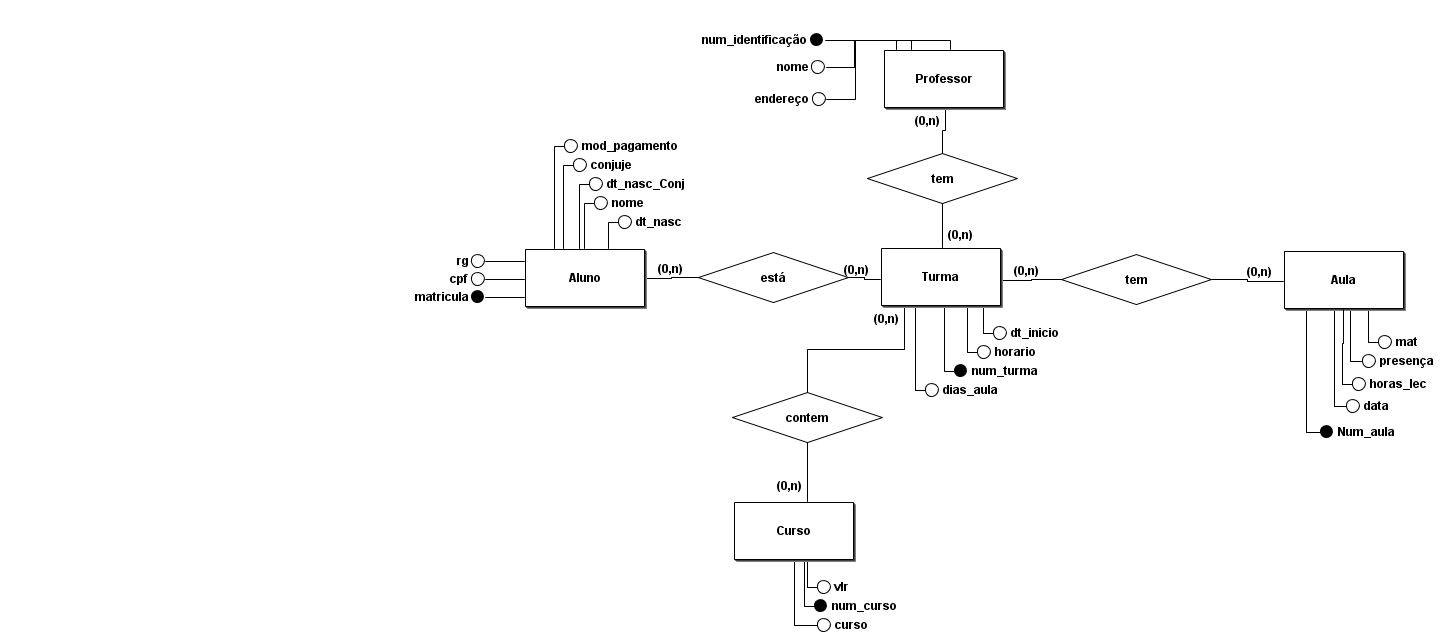 num_identificação
nome
Professor
endereço
(0,n)
mod_pagamento
conjuje
tem
dt_nasc_Conj
nome
dt_nasc
(0,n)
rg
cpf
matricula
Aluno
(0,n)
está
(0,n)
Turma
(0,n)
tem
(0,n)
Aula
(0,n)
dt_inicio
horario
num_turma
dias_aula
mat
presença
horas_lec
data
Num_aula
contem
(0,n)
Curso
vlr
num_curso
curso